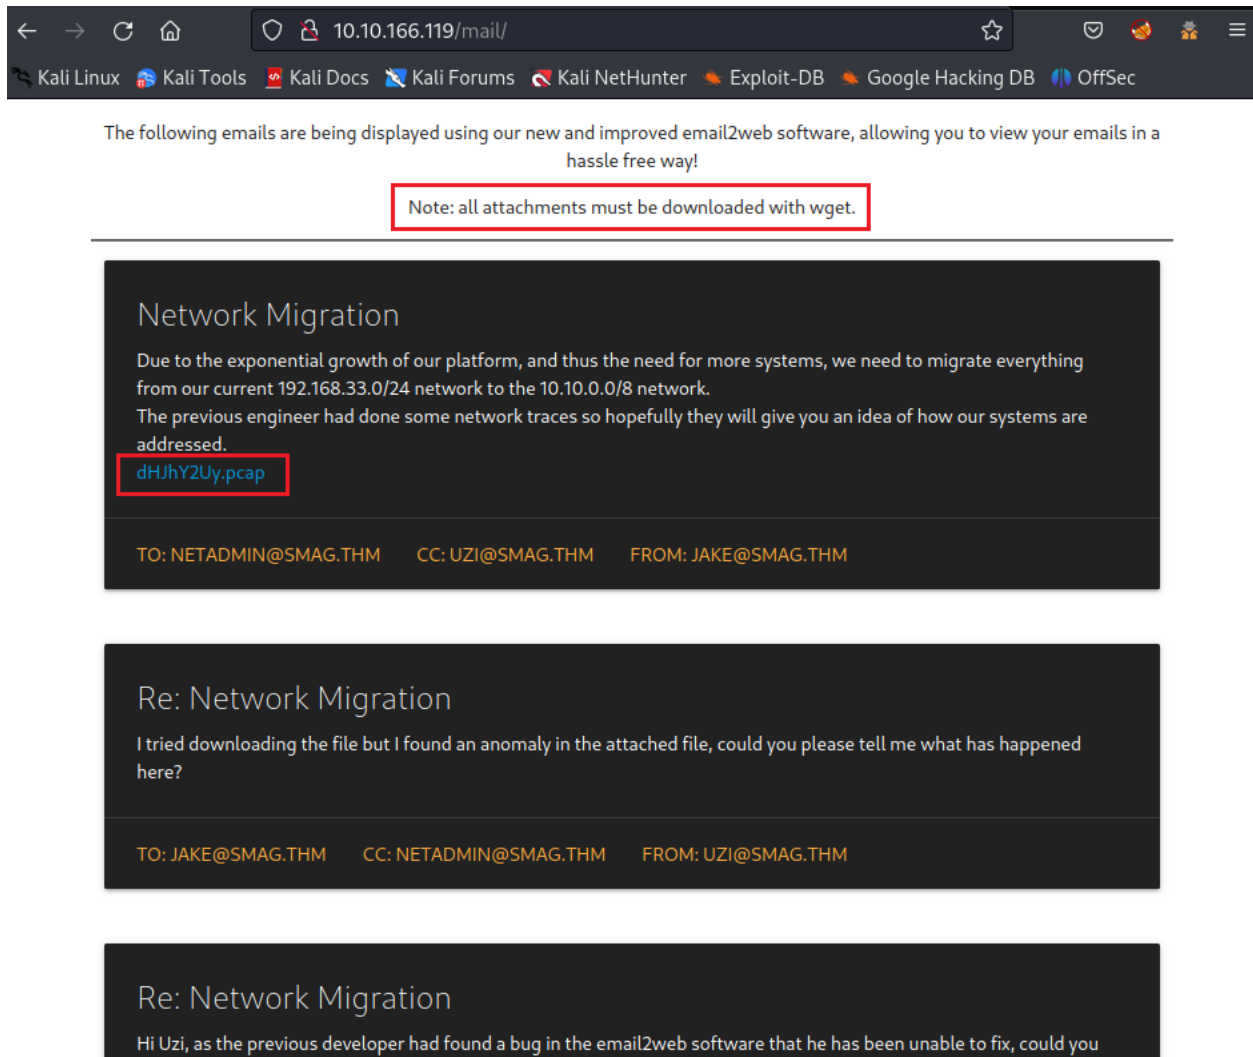 10.10.166.119/mail/
Kali Linux Kali Tools Kali Docs Kali Forums Kali NetHunter Exploit-DB Google Hacking DB OffSec
The following emails are being displayed using our new and improved email2web software, allowing you to view your emails in a
hassle free way!
Note: all attachments must be downloaded with wget.
Network Migration
Due to the exponential growth of our platform, and thus the need for more systems, we need to migrate everything
from our current 192.168.33.0/24 network to the 10.10.0.0/8 network.
The previous engineer had done some network traces so hopefully they will give you an idea of how our systems are
addressed.
dHJhY2Uy.pcap
TO: NETADMIN@SMAG.THM CC: UZI@SMAG.THM FROM: JAKE@SMAG.THM
Re: Network Migration
I tried downloading the file but I found an anomaly in the attached file, could you please tell me what has happened
here?
TO: JAKE@SMAG.THM CC: NETADMIN@SMAG.THM FROM: UZI@SMAG.THM
Re: Network Migration
Hi Uzi, as the previous developer had found a bug in the email2web software that he has been unable to fix, could you